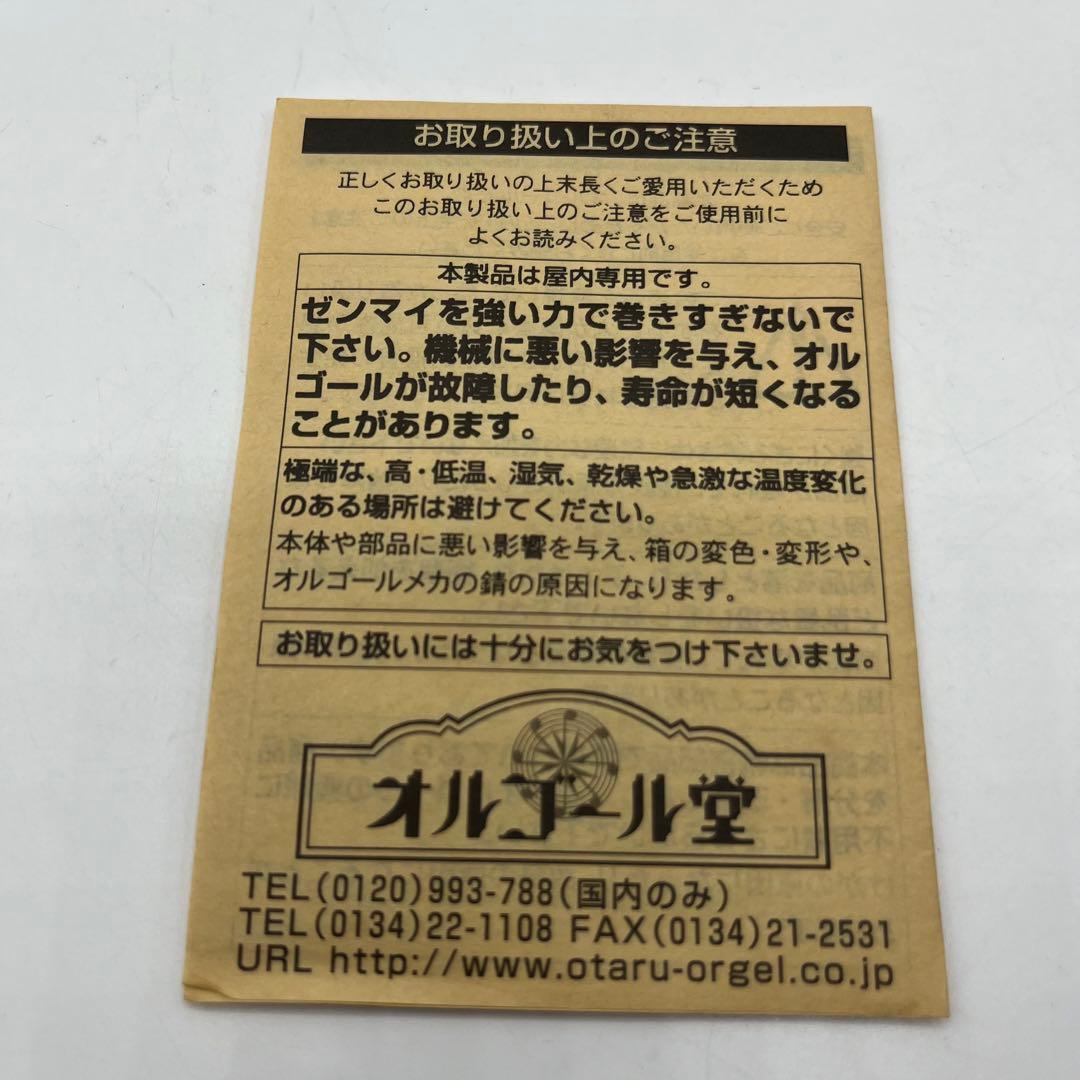 お取り扱い上のご注意
正しくお取り扱いの上末長くご愛用いただくため
このお取り扱い上のご注意をご使用前に
よくお読みください。
本製品は屋内専用です。
ゼンマイを強い力で巻きすぎないで
下さい。機械に悪い影響を与え、オル
ゴールが故障したり、寿命が短くなる
ことがあります。
極端な、高・低温、湿気、乾燥や急激な温度変化
のある場所は避けてください。
本体や部品に悪い影響を与え、箱の変色・変形や、
オルゴールメカの錆の原因になります。
お取り扱いには十分にお気をつけ下さいませ。
オルゴール堂
TEL(0120)993-788(国内のみ)
TEL(0134)22-1108 FAX(0134)21-2531
URL http://www.otaru-orgel.co.jp